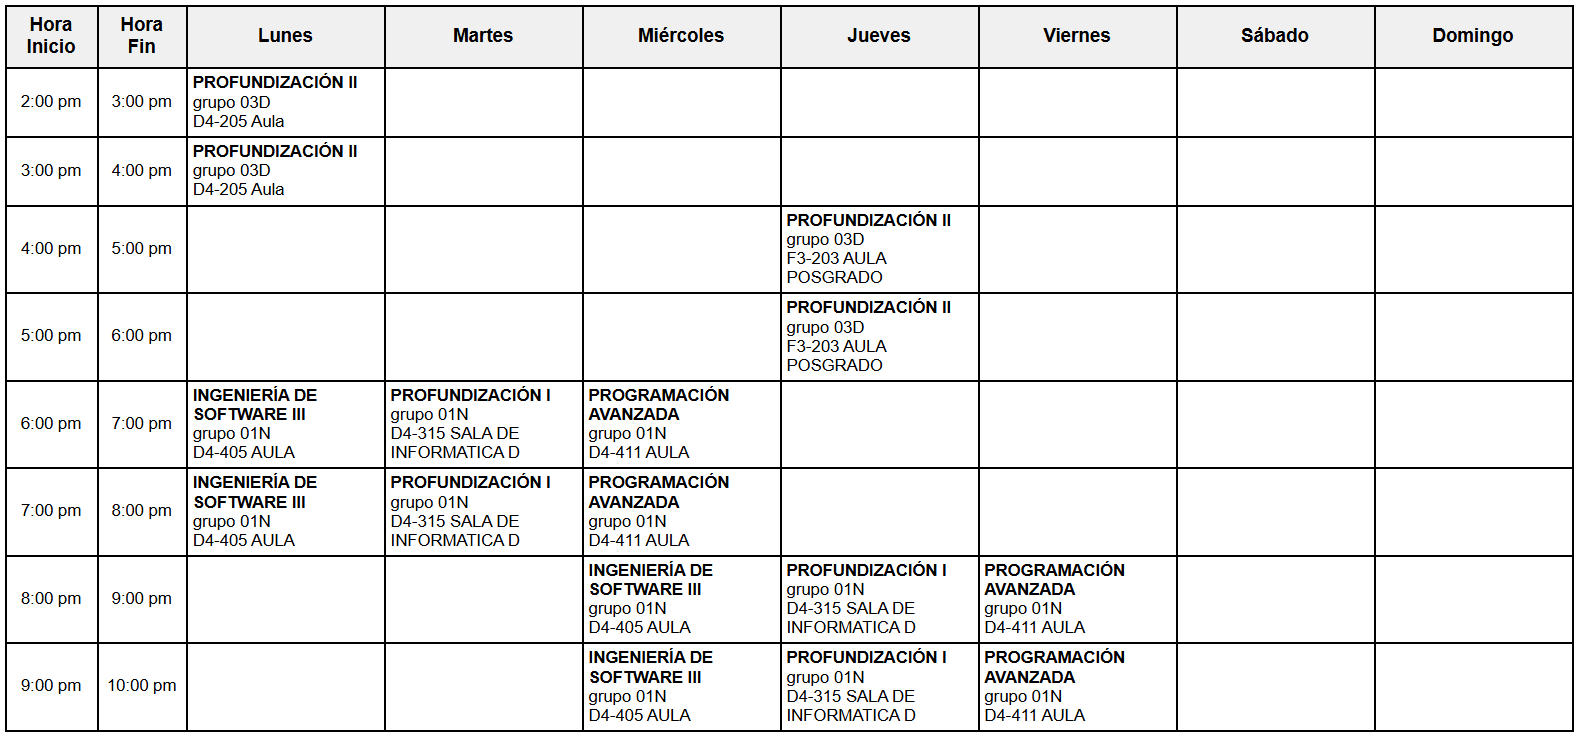 Hora Inicio
Hora Fin
Lunes
Martes
Miércoles
Jueves
Viernes
Sábado
Domingo
2:00 pm
3:00 pm
PROFUNDIZACIÓN II
grupo 03D
D4-205 Aula
3:00 pm
4:00 pm
PROFUNDIZACIÓN II
grupo 03D
D4-205 Aula
4:00 pm
5:00 pm
PROFUNDIZACIÓN II
grupo 03D
F3-203 AULA
POSGRADO
5:00 pm
6:00 pm
PROFUNDIZACIÓN II
grupo 03D
F3-203 AULA
POSGRADO
6:00 pm
7:00 pm
INGENIERÍA DE
SOFTWARE III
grupo 01N
D4-405 AULA
PROFUNDIZACIÓN I
grupo 01N
D4-315 SALA DE
INFORMATICA D
PROGRAMACIÓN
AVANZADA
grupo 01N
D4-411 AULA
7:00 pm
8:00 pm
INGENIERÍA DE
SOFTWARE III
grupo 01N
D4-405 AULA
PROFUNDIZACIÓN I
grupo 01N
D4-315 SALA DE
INFORMATICA D
PROGRAMACIÓN
AVANZADA
grupo 01N
D4-411 AULA
8:00 pm
9:00 pm
INGENIERÍA DE
SOFTWARE III
grupo 01N
D4-405 AULA
PROFUNDIZACIÓN I
grupo 01N
D4-315 SALA DE
INFORMATICA D
PROGRAMACIÓN
AVANZADA
grupo 01N
D4-411 AULA
9:00 pm
10:00 pm
INGENIERÍA DE
SOFTWARE III
grupo 01N
D4-405 AULA
PROFUNDIZACIÓN I
grupo 01N
D4-315 SALA DE
INFORMATICA D
PROGRAMACIÓN
AVANZADA
grupo 01N
D4-411 AULA